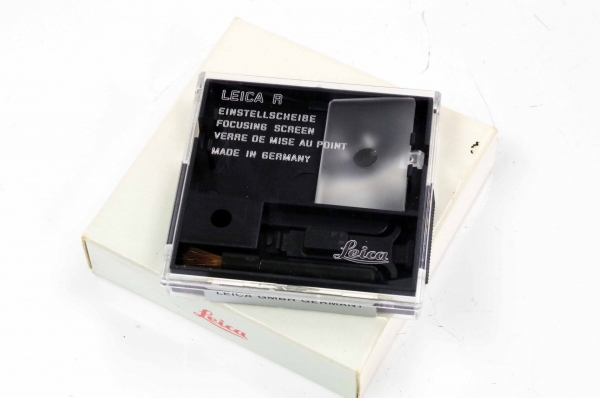 LEICA R
EINSTELLSCHEIBE
FOCUSING SCREEN
VERRE DE MISE AU POINT
MADE IN GERMANY
Leica
LEICA GMBH GERMANY
Leica